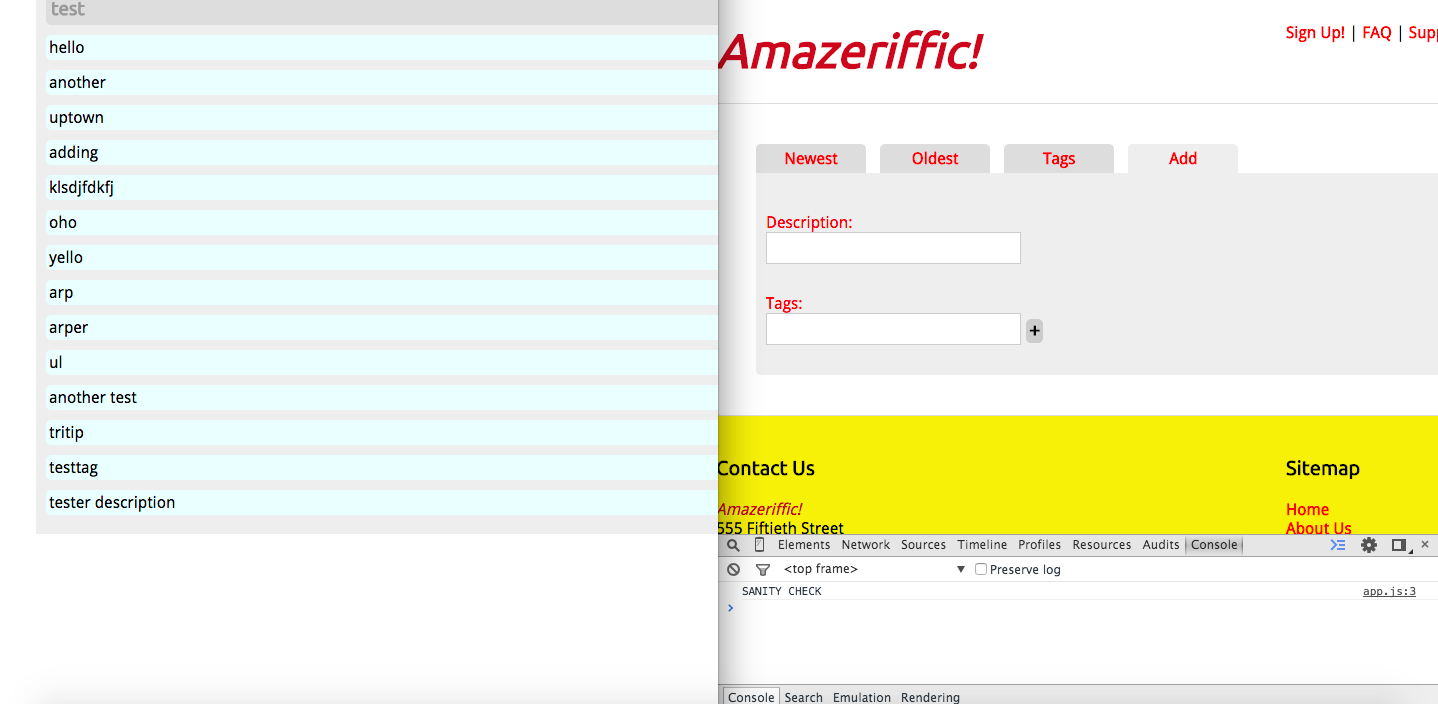 test
hello
another
uptown
adding
klsdjfdkfj
oho
yello
arp
arper
ul
another test
tritip
testtag
tester description
Amazeriffic!
Sign Up! | FAQ | Supp
Newest Oldest Tags Add
Description:
Tags:
+
Contact Us
Amazeriffic!
555 Fiftieth Street
Sitemap
Home
About Us
Elements Network Sources Timeline Profiles Resources Audits Console
<top frame> Preserve log
SANITY CHECK app.js:3
Console Search Emulation Rendering